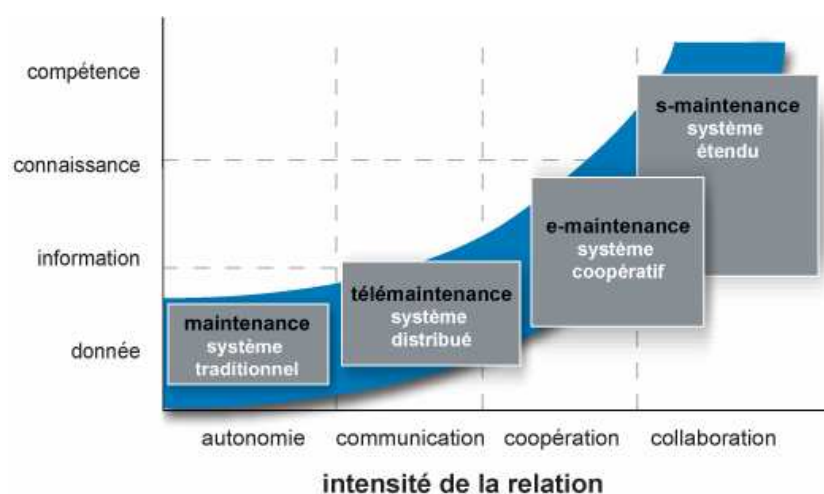 compétence
connaissance
information
donnée
s-maintenance
système
étendu
e-maintenance
système
coopératif
télémaintenance
système
distribué
maintenance
système
traditionnel
autonomie communication coopération collaboration
intensité de la relation